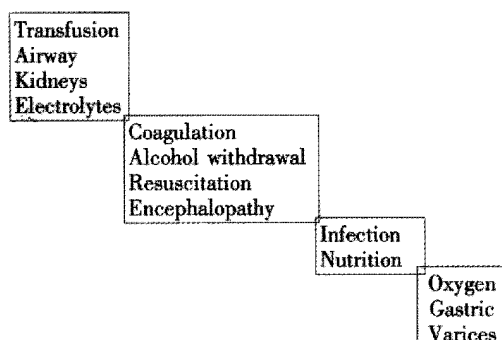 Transfusion
Airway
Kidneys
Electrolytes
Coagulation
Alcohol withdrawal
Resuscitation
Encephalopathy
Infection
Nutrition
Oxygen
Gastric
Varices